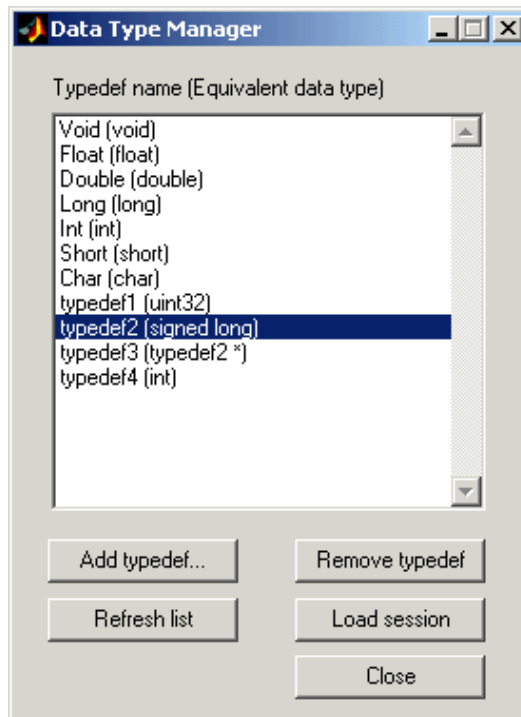 Data Type Manager
Typedef name (Equivalent data type)
Void (void)
Float (float)
Double (double)
Long (long)
Int (int)
Short (short)
Char (char)
typedef1 (uint32)
typedef2 (signed long)
typedef3 (typedef2 *)
typedef4 (int)
Add typedef... Remove typedef
Refresh list Load session
Close